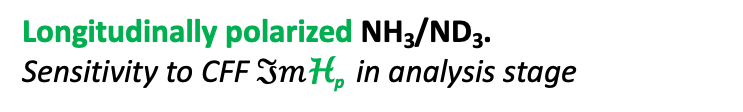 Longitudinally polarized NH₃/ND₃.
Sensitivity to CFF ℑmℋₚ in analysis stage